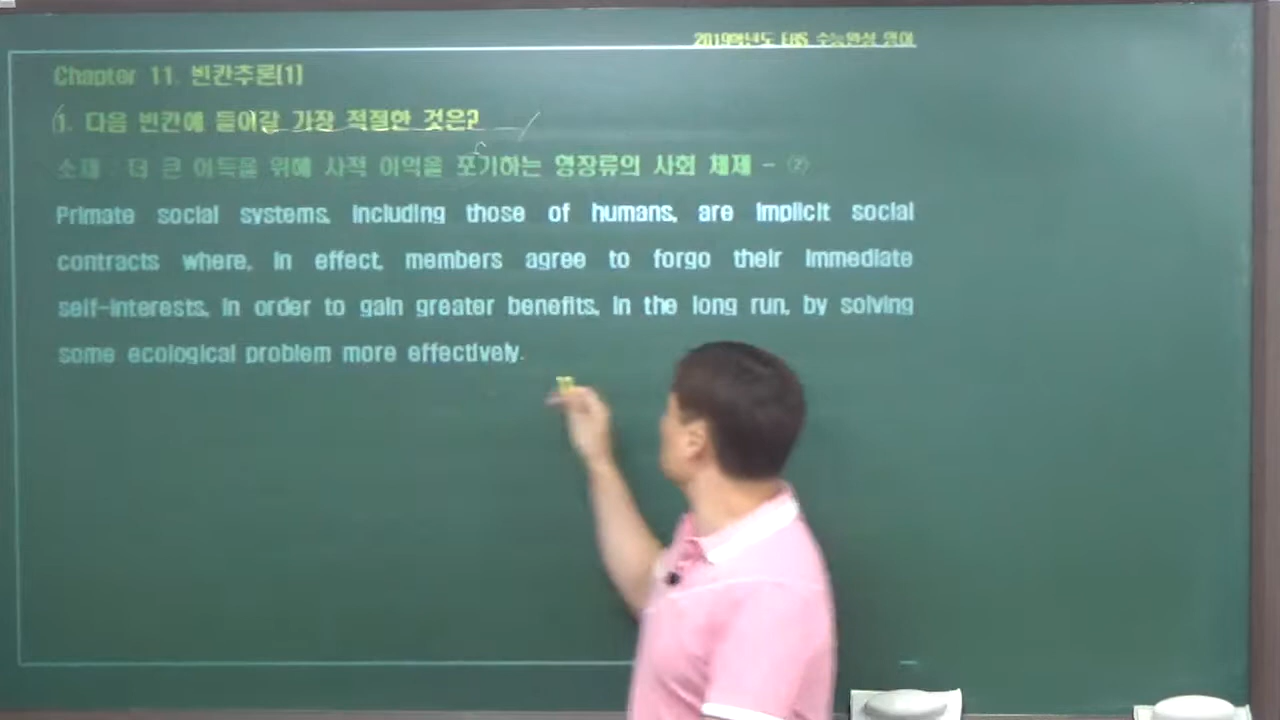 2019학년도 EBS 수능완성 영어
Chapter 11. 빈칸추론(1)
1. 다음 빈칸에 들어갈 가장 적절한 것은?
소재 : 더 큰 이득을 위해 사적 이익을 포기하는 영장류의 사회 체제 - ②
Primate social systems, including those of humans, are implicit social
contracts where, in effect, members agree to forgo their immediate
self-interests, in order to gain greater benefits, in the long run, by solving
some ecological problem more effectively.